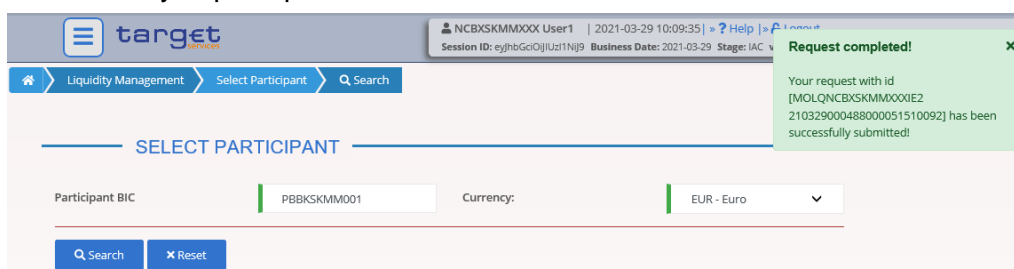 target
Services
NCBXSKMMXXX User1 | 2021-03-29 10:09:35| » ? Help |» Logout
Session ID: eyJhbGciOiJIUzI1NiJ9 Business Date: 2021-03-29 Stage: IAC v
Request completed! ×
Your request with id
[MOLQNCBXSKMMXXXIE2
210329000488000051510092] has been
successfully submitted!
Liquidity Management Select Participant Search
SELECT PARTICIPANT
Participant BIC PBBKSKMM001 Currency: EUR - Euro
Search × Reset